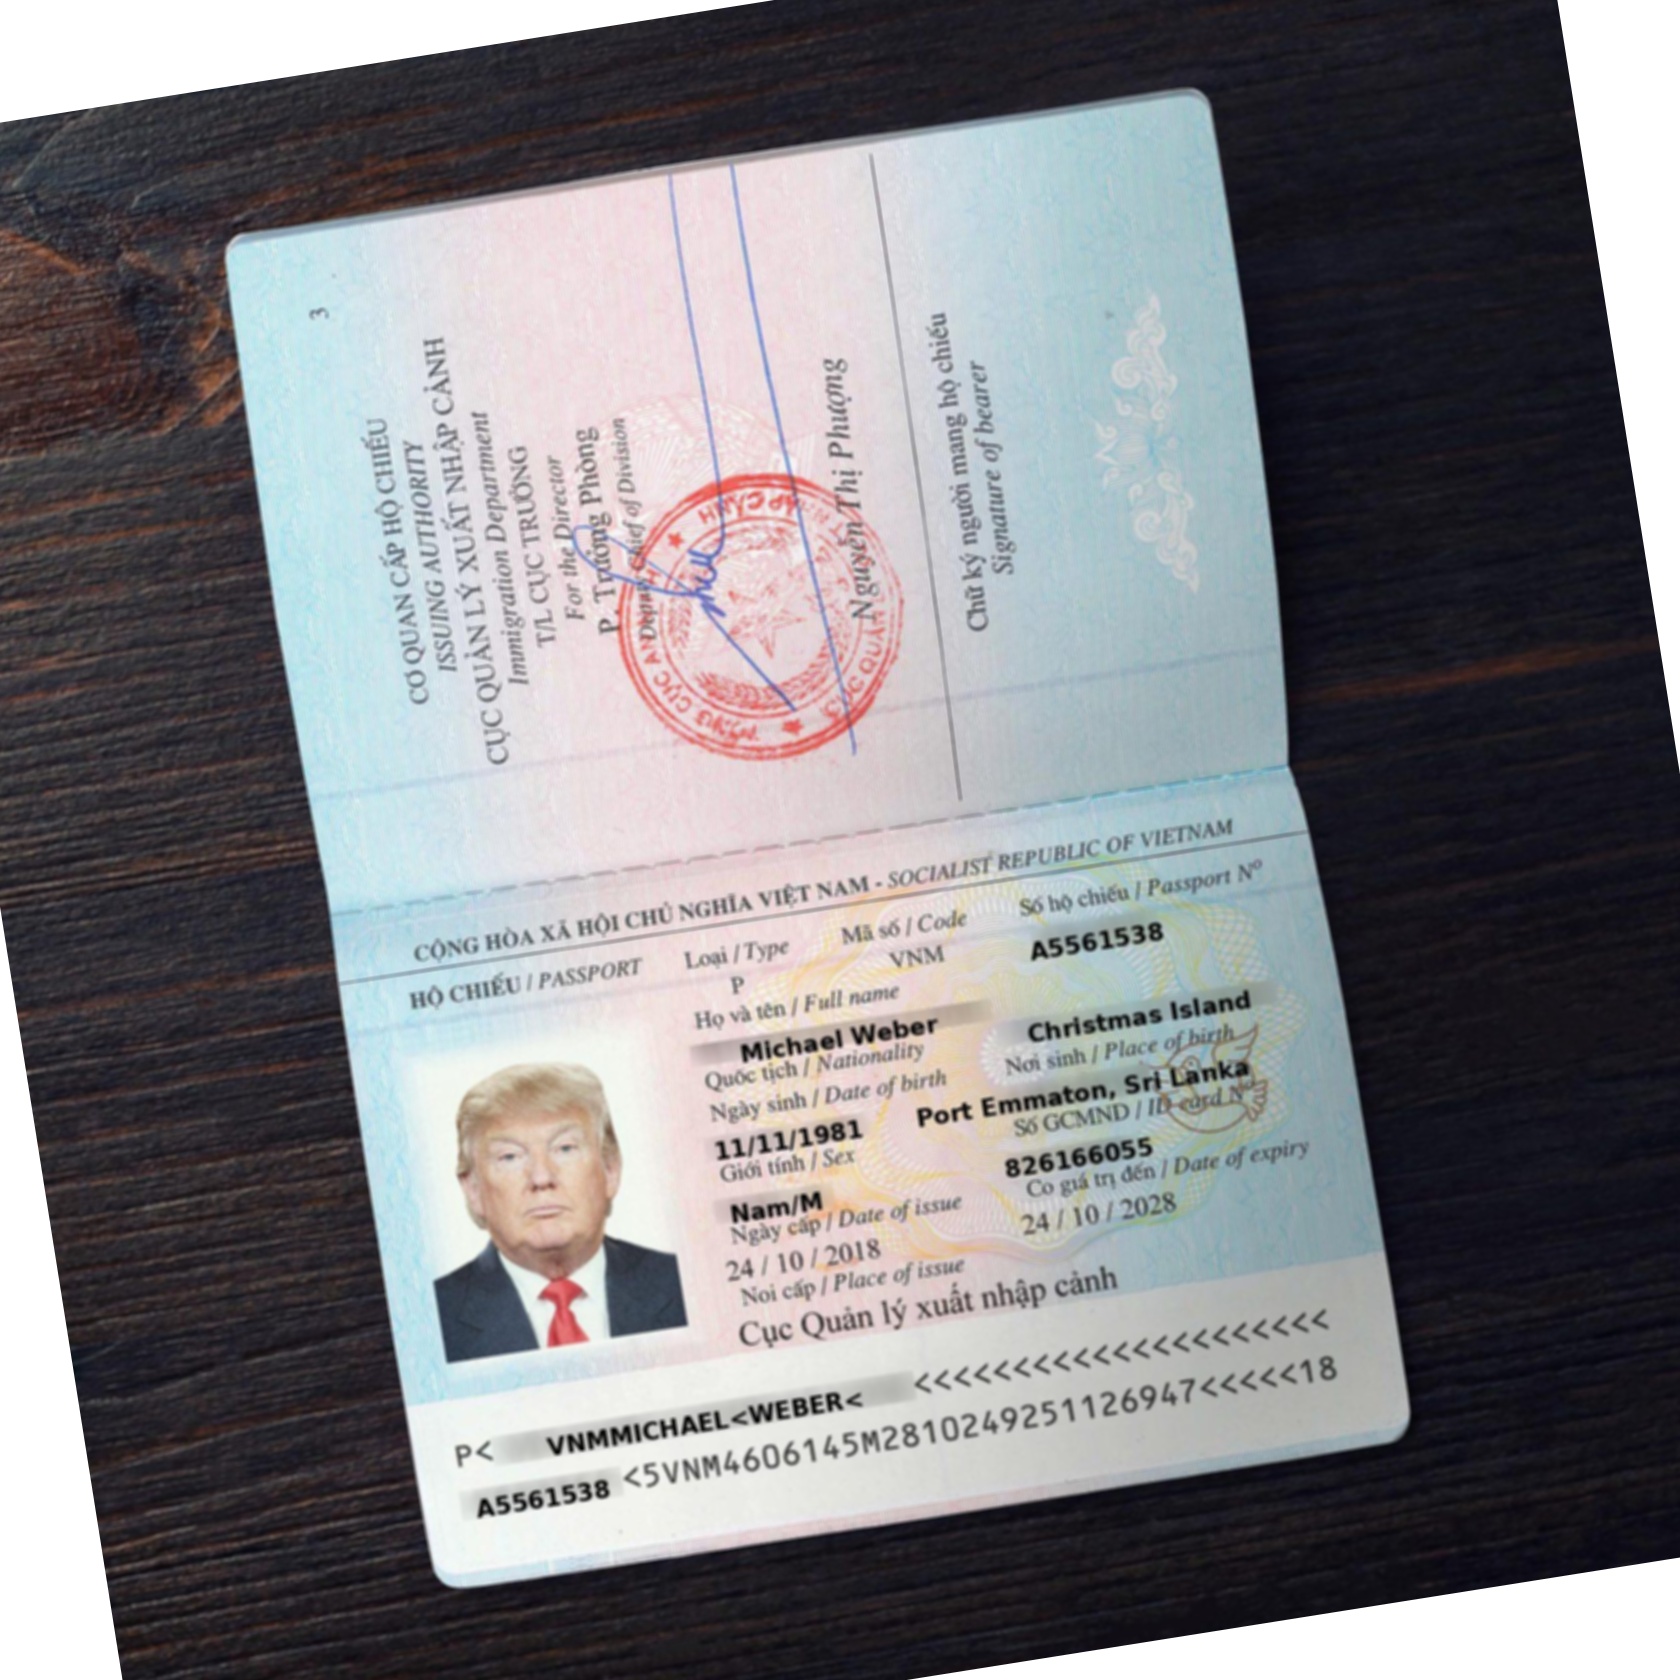 3
CƠ QUAN CẤP HỘ CHIẾU
ISSUING AUTHORITY
CỤC QUẢN LÝ XUẤT NHẬP CẢNH
Immigration Department
T/L CỤC TRƯỞNG
For the Director
P. Trưởng Phòng
Deputy Chief of Division
Nguyễn Thị Phượng
Chữ ký người mang hộ chiếu
Signature of bearer
CỘNG HÒA XÃ HỘI CHỦ NGHĨA VIỆT NAM - SOCIALIST REPUBLIC OF VIETNAM
HỘ CHIẾU / PASSPORT Loại / Type Mã số / Code Số hộ chiếu / Passport Nº
P VNM A5561538
Họ và tên / Full name
Michael Weber Christmas Island
Quốc tịch / Nationality Nơi sinh / Place of birth
Port Emmaton, Sri Lanka
Ngày sinh / Date of birth Số GCMND / ID card Nº
11/11/1981 826166055
Giới tính / Sex Có giá trị đến / Date of expiry
Nam/M 24 / 10 / 2028
Ngày cấp / Date of issue
24 / 10 / 2018
Nơi cấp / Place of issue
Cục Quản lý xuất nhập cảnh
P< VNMMICHAEL<WEBER< <<<<<<<<<<<<<<<<<<<<<
A5561538 <5VNM4606145M2810249251126947<<<<<18